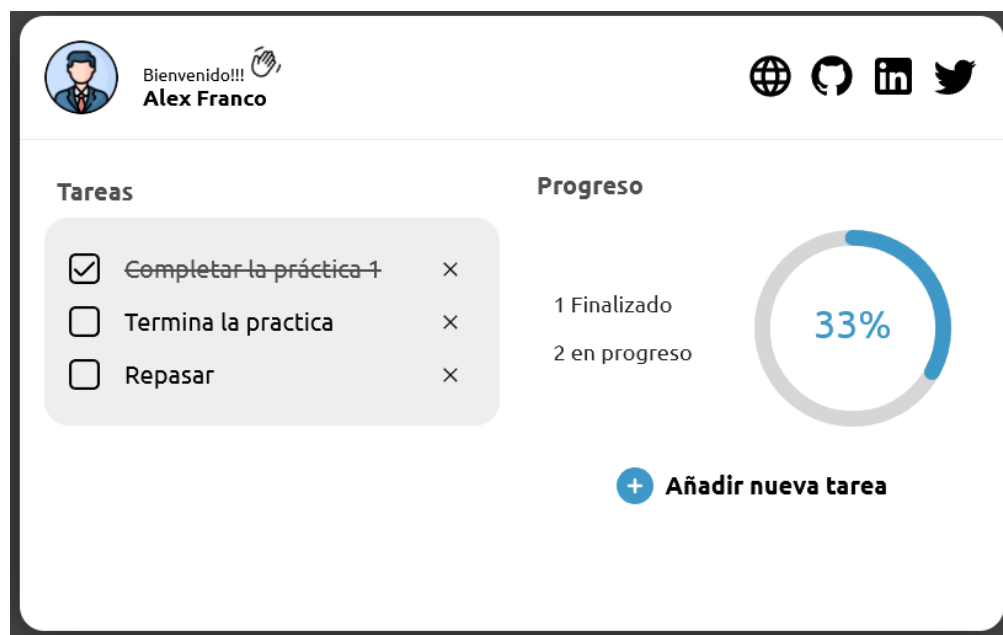 Bienvenido!!!
Alex Franco
Tareas
Completar la práctica 1
Termina la practica
Repasar
Progreso
1 Finalizado
2 en progreso
33%
Añadir nueva tarea